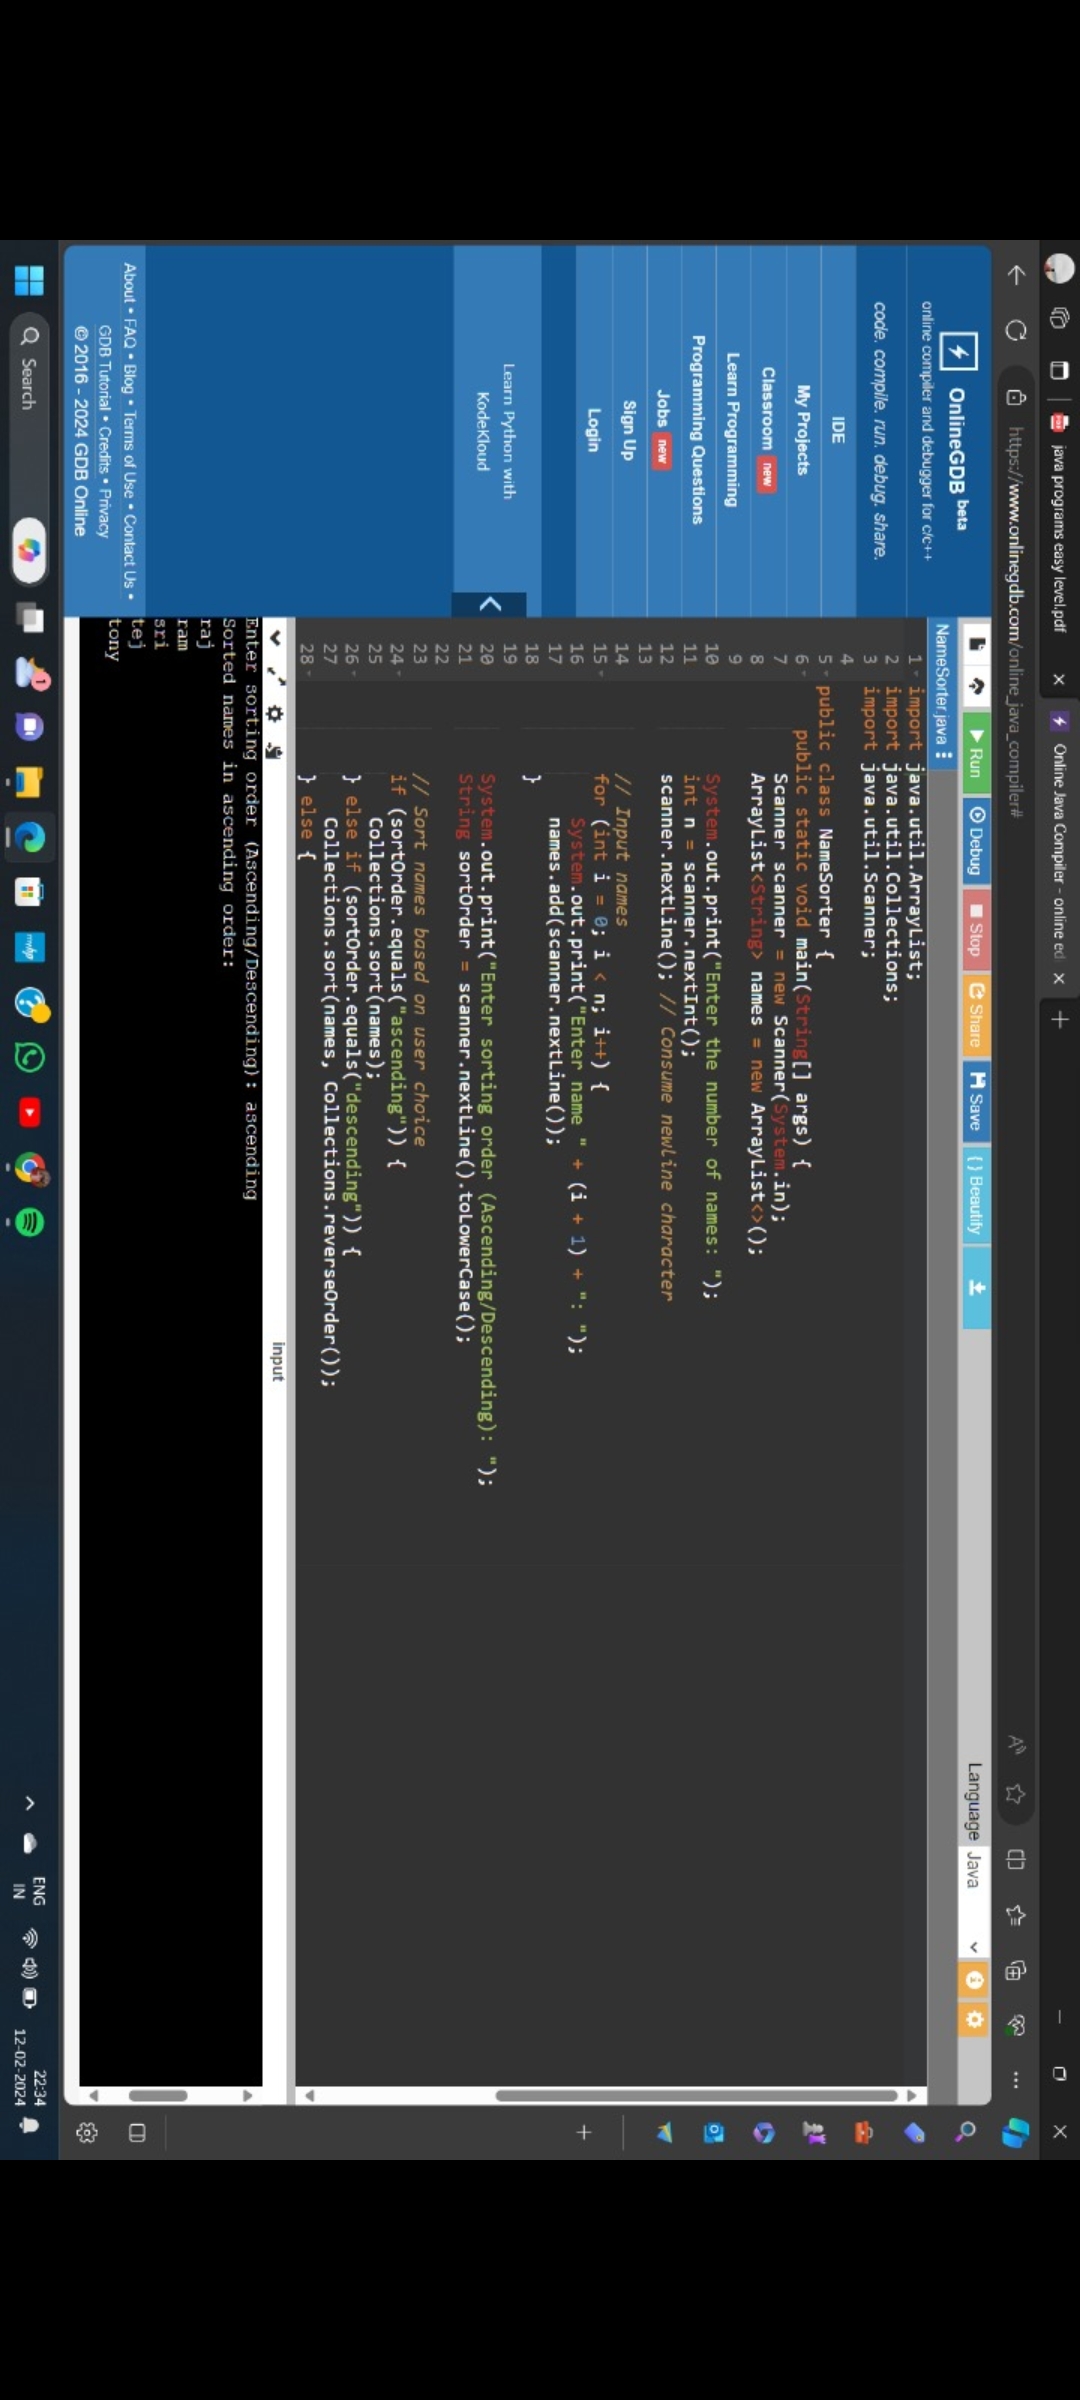 java programs easy level.pdf
Online Java Compiler - online ed
https://www.onlinegdb.com/online_java_compiler#
OnlineGDB beta
online compiler and debugger for c/c++
code. compile. run. debug. share.
IDE
My Projects
Classroom new
Learn Programming
Programming Questions
Jobs new
Sign Up
Login
Learn Python with
KodeKloud
About • FAQ • Blog • Terms of Use • Contact Us •
GDB Tutorial • Credits • Privacy
© 2016 - 2024 GDB Online
Run Debug Stop Share Save {} Beautify
Language Java
NameSorter.java
1 import java.util.ArrayList;
2 import java.util.Collections;
3 import java.util.Scanner;
4
5 public class NameSorter {
6 public static void main(String[] args) {
7 Scanner scanner = new Scanner(System.in);
8 ArrayList<String> names = new ArrayList<>();
9
10 System.out.print("Enter the number of names: ");
11 int n = scanner.nextInt();
12 scanner.nextLine(); // Consume newline character
13
14 // Input names
15 for (int i = 0; i < n; i++) {
16 System.out.print("Enter name " + (i + 1) + ": ");
17 names.add(scanner.nextLine());
18 }
19
20 System.out.print("Enter sorting order (Ascending/Descending): ");
21 String sortOrder = scanner.nextLine().toLowerCase();
22
23 // Sort names based on user choice
24 if (sortOrder.equals("ascending")) {
25 Collections.sort(names);
26 } else if (sortOrder.equals("descending")) {
27 Collections.sort(names, Collections.reverseOrder());
28 } else {
input
Enter sorting order (Ascending/Descending): ascending
Sorted names in ascending order:
raj
ram
sri
tej
tony
Search
1
myhp
ENG
IN
22:34
12-02-2024